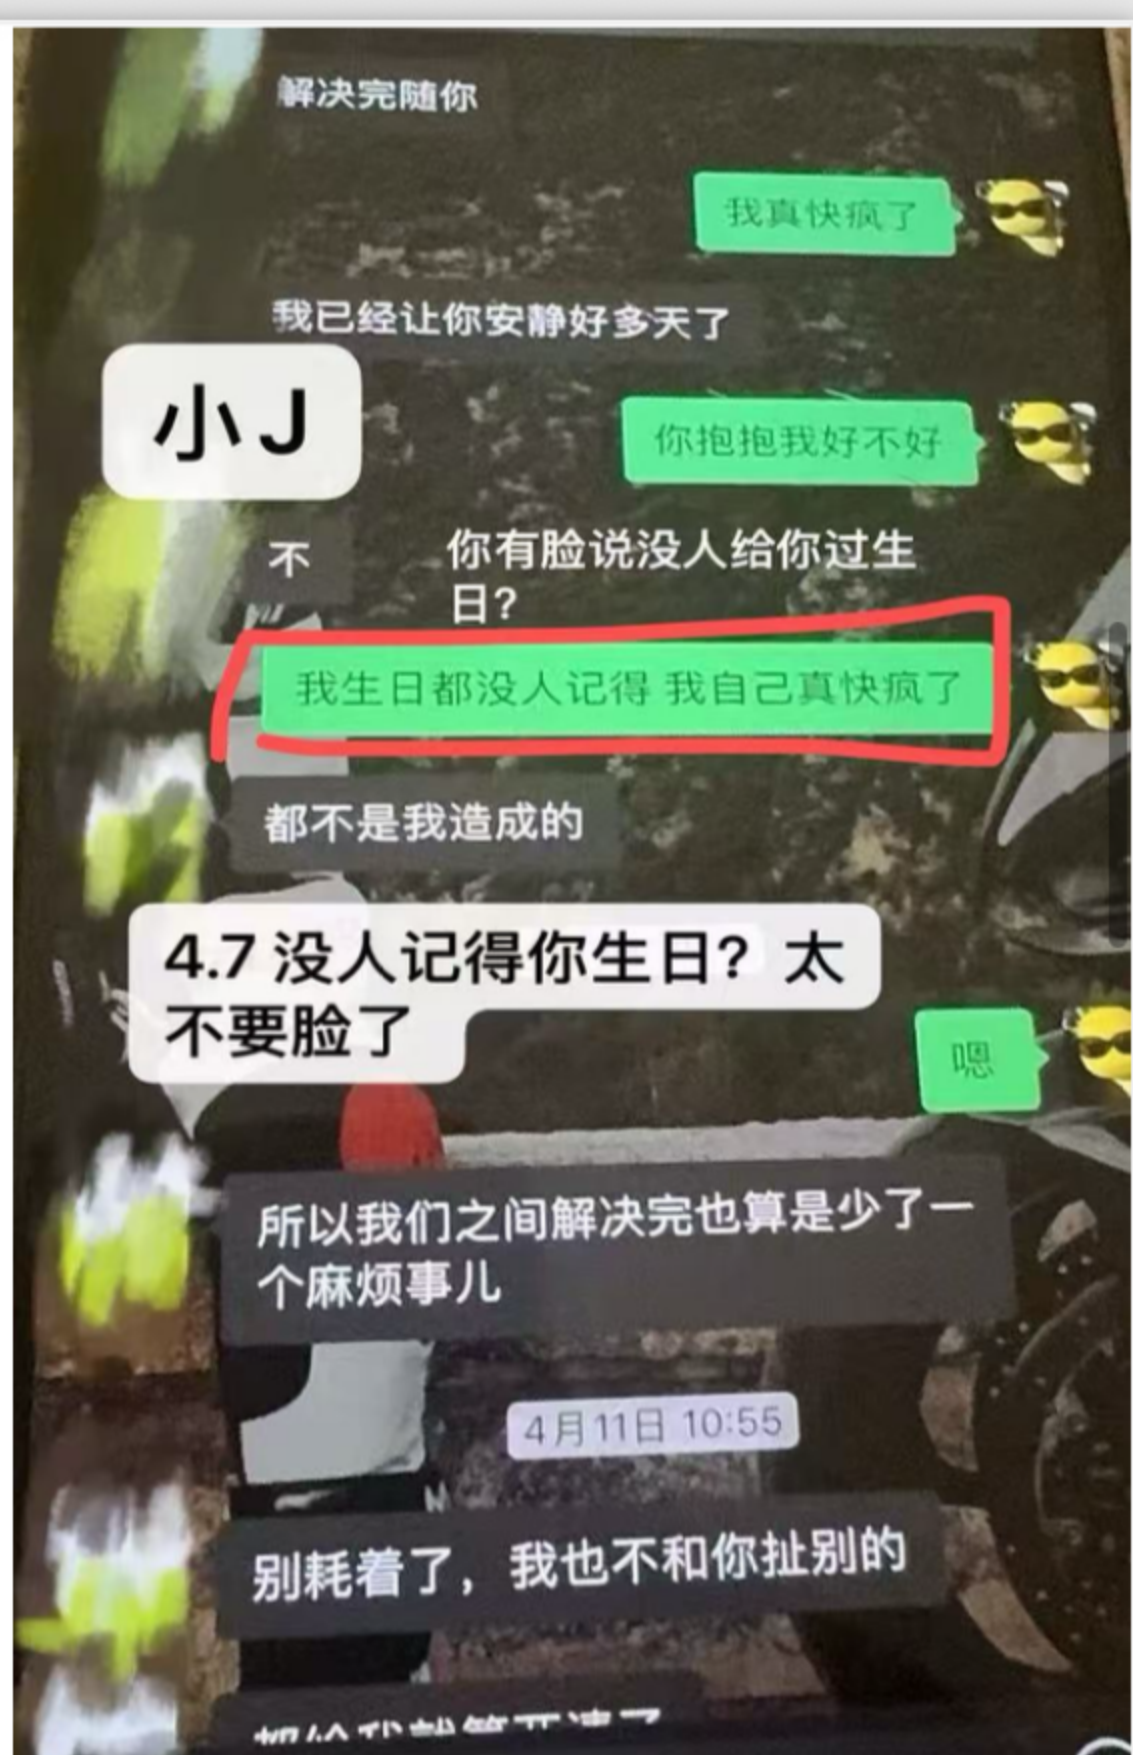 解决完随你
我真快疯了
我已经让你安静好多天了
小J
你抱抱我好不好
不
你有脸说没人给你过生
日?
我生日都没人记得 我自己真快疯了
都不是我造成的
4.7 没人记得你生日? 太
不要脸了
嗯
所以我们之间解决完也算是少了一
个麻烦事儿
4月11日 10:55
别耗着了，我也不和你扯别的